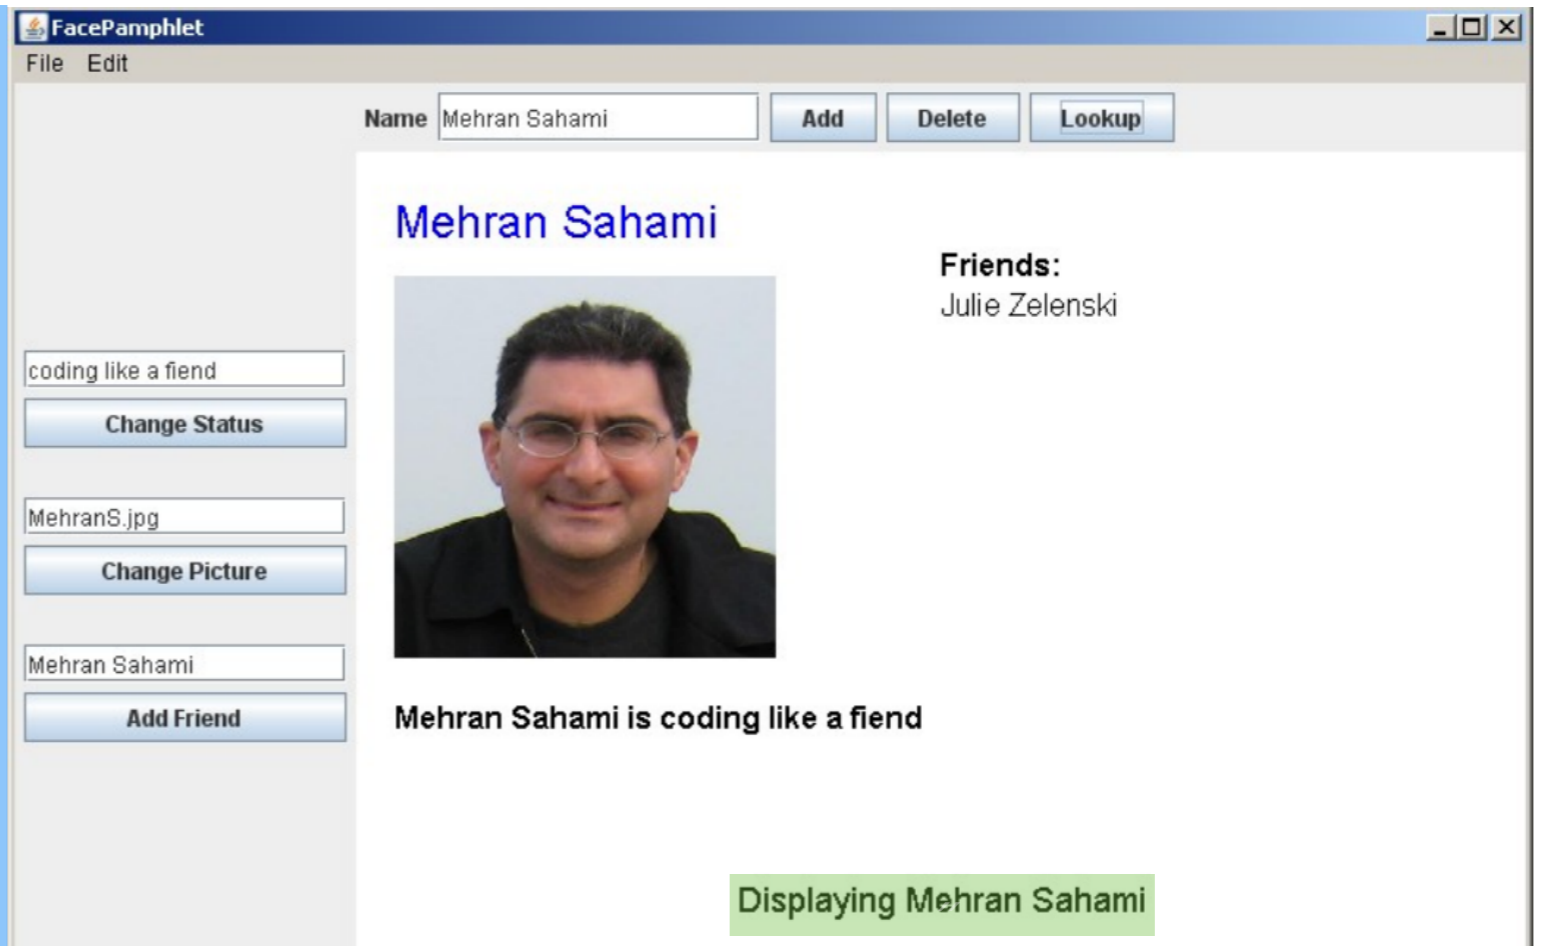 FacePamphlet
File Edit
Name Mehran Sahami Add Delete Lookup
Mehran Sahami
Friends:
Julie Zelenski
coding like a fiend
Change Status
MehranS.jpg
Change Picture
Mehran Sahami
Add Friend
Mehran Sahami is coding like a fiend
Displaying Mehran Sahami